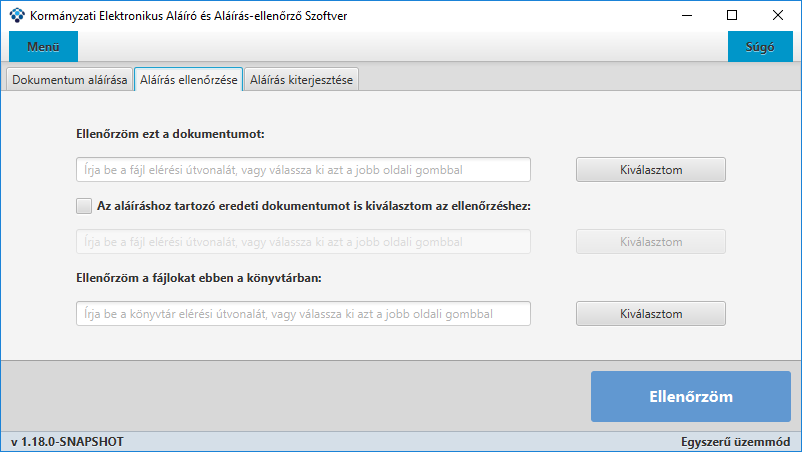 Kormányzati Elektronikus Aláíró és Aláírás-ellenőrző Szoftver
Menü
Súgó
Dokumentum aláírása
Aláírás ellenőrzése
Aláírás kiterjesztése
Ellenőrzöm ezt a dokumentumot:
Írja be a fájl elérési útvonalát, vagy válassza ki azt a jobb oldali gombbal
Kiválasztom
Az aláíráshoz tartozó eredeti dokumentumot is kiválasztom az ellenőrzéshez:
Írja be a fájl elérési útvonalát, vagy válassza ki azt a jobb oldali gombbal
Kiválasztom
Ellenőrzöm a fájlokat ebben a könyvtárban:
Írja be a könyvtár elérési útvonalát, vagy válassza ki azt a jobb oldali gombbal
Kiválasztom
Ellenőrzöm
v 1.18.0-SNAPSHOT
Egyszerű üzemmód